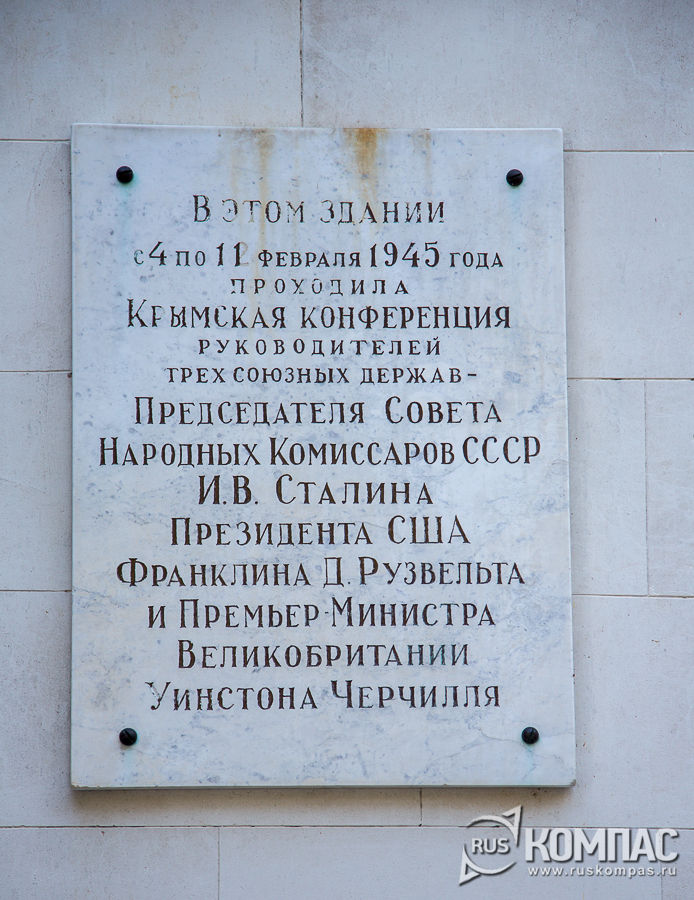 В этом здании
с 4 по 12 февраля 1945 года
проходила
Крымская конференция
руководителей
трех союзных держав –
Председателя Совета
Народных Комиссаров СССР
И.В. Сталина
Президента США
Франклина Д. Рузвельта
и Премьер-Министра
Великобритании
Уинстона Черчилля
RUS КОМПАС
www.ruskompas.ru